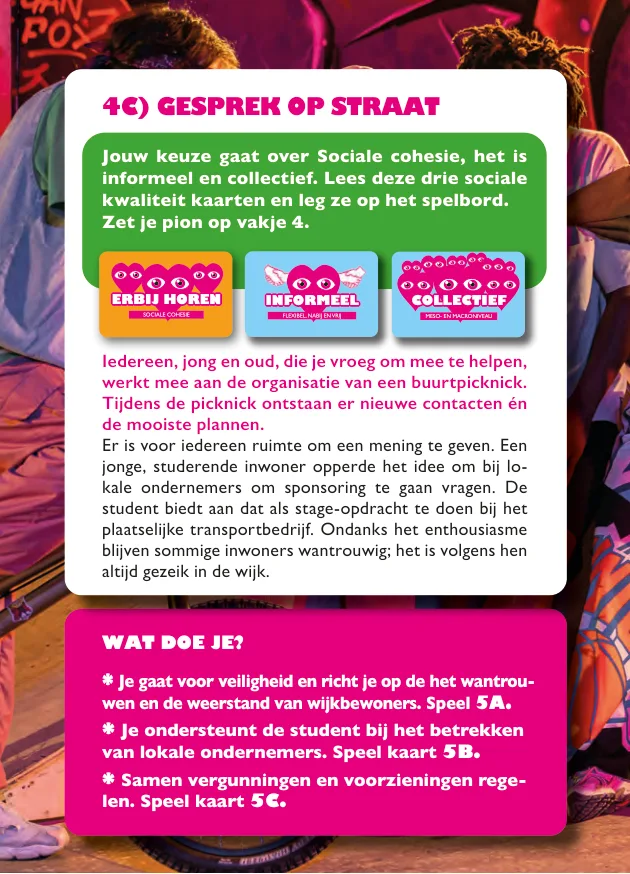 CAN
FOX
4C) GESPREK OP STRAAT
Jouw keuze gaat over Sociale cohesie, het is
informeel en collectief. Lees deze drie sociale
kwaliteit kaarten en leg ze op het spelbord.
Zet je pion op vakje 4.
ERBIJ HOREN
SOCIALE COHESIE
INFORMEEL
FLEXIBEL, NABIJ EN VRIJ
COLLECTIEF
MESO- EN MACRONIVEAU
Iedereen, jong en oud, die je vroeg om mee te helpen,
werkt mee aan de organisatie van een buurtpicknick.
Tijdens de picknick ontstaan er nieuwe contacten én
de mooiste plannen.
Er is voor iedereen ruimte om een mening te geven. Een
jonge, studerende inwoner opperde het idee om bij lo-
kale ondernemers om sponsoring te gaan vragen. De
student biedt aan dat als stage-opdracht te doen bij het
plaatselijke transportbedrijf. Ondanks het enthousiasme
blijven sommige inwoners wantrouwig; het is volgens hen
altijd gezeik in de wijk.
WAT DOE JE?
* Je gaat voor veiligheid en richt je op de het wantrou-
wen en de weerstand van wijkbewoners. Speel 5A.
* Je ondersteunt de student bij het betrekken
van lokale ondernemers. Speel kaart 5B.
* Samen vergunningen en voorzieningen rege-
len. Speel kaart 5C.